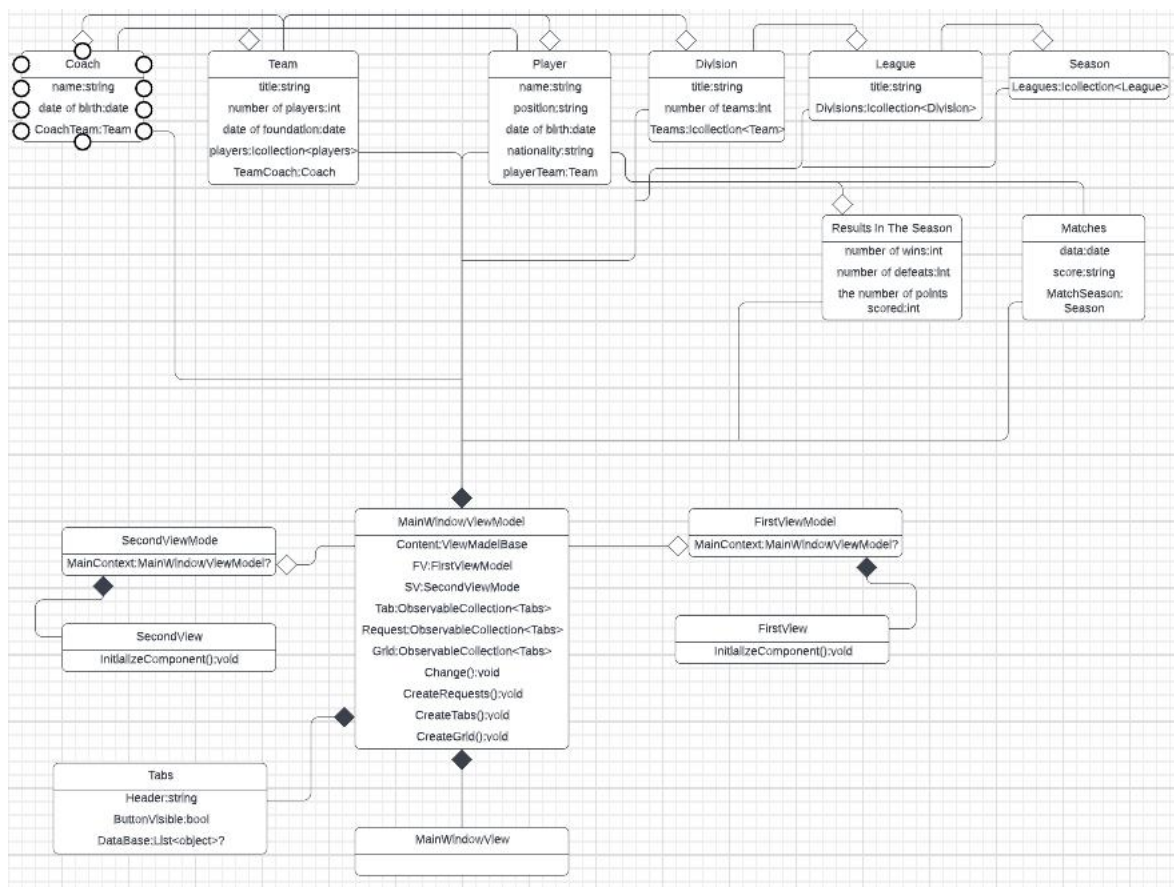 Coach
name:string
date of birth:date
CoachTeam:Team
Team
title:string
number of players:int
date of foundation:date
players:Icollection<players>
TeamCoach:Coach
Player
name:string
position:string
date of birth:date
nationality:string
playerTeam:Team
Division
title:string
number of teams:int
Teams:Icollection<Team>
League
title:string
Divisions:Icollection<Division>
Season
Leagues:Icollection<League>
Results In The Season
number of wins:int
number of defeats:int
the number of points
scored:int
Matches
data:date
score:string
MatchSeason:
Season
SecondViewMode
MainContext:MainWindowViewModel?
SecondView
InitializeComponent():void
MainWindowViewModel
Content:ViewMadelBase
FV:FirstViewModel
SV:SecondViewMode
Tab:ObservableCollection<Tabs>
Request:ObservableCollection<Tabs>
Grid:ObservableCollection<Tabs>
Change():void
CreateRequests():void
CreateTabs():void
CreateGrid():void
FirstViewModel
MainContext:MainWindowViewModel?
FirstView
InitializeComponent():void
Tabs
Header:string
ButtonVisible:bool
DataBase:List<object>?
MainWindowView